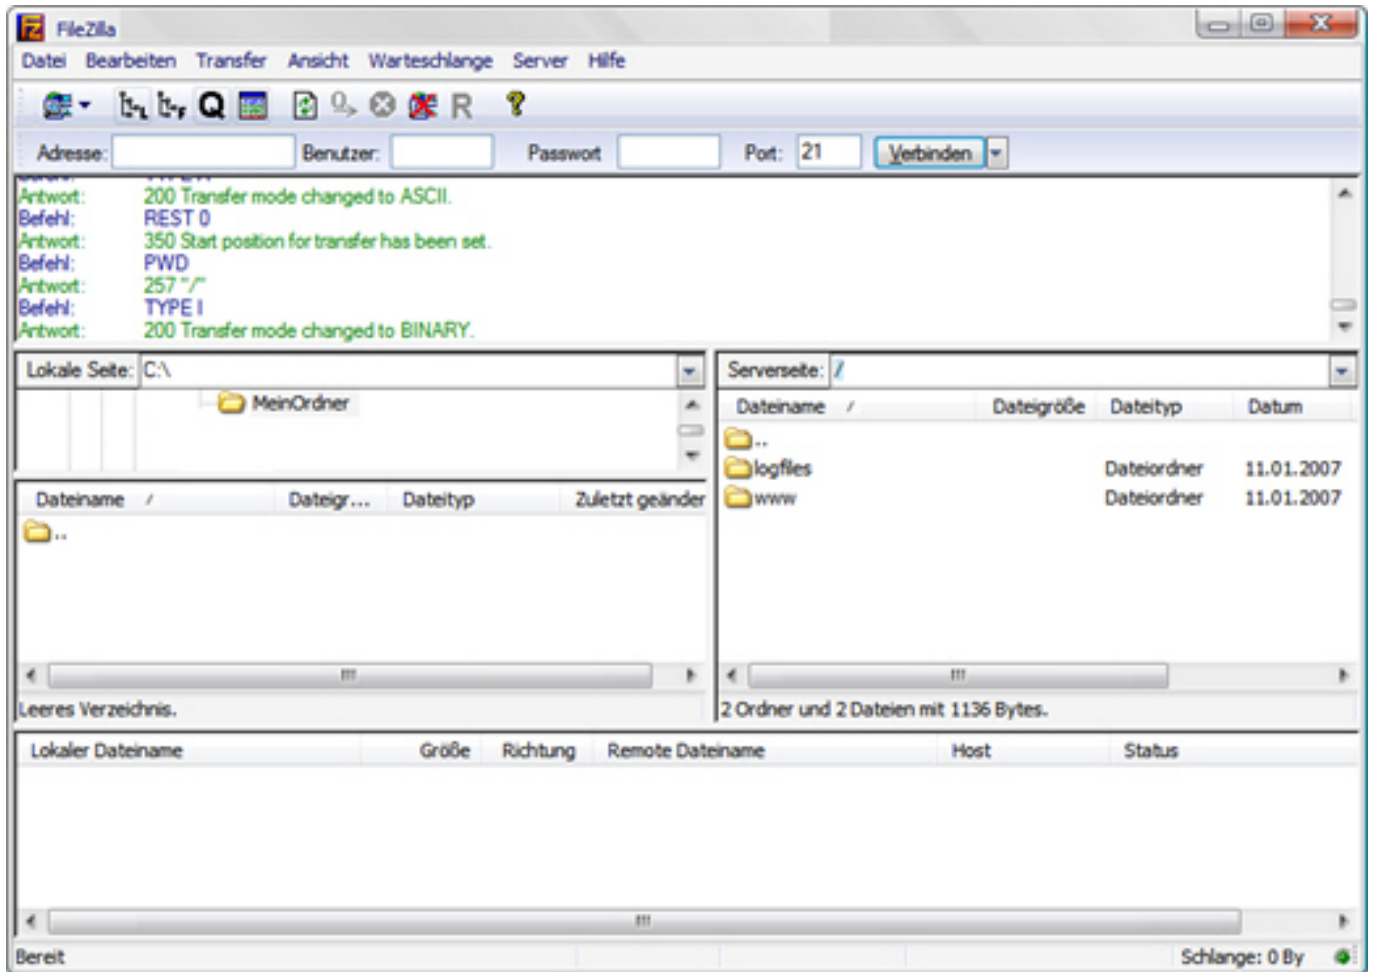 FileZilla
Datei Bearbeiten Transfer Ansicht Warteschlange Server Hilfe
Adresse: Benutzer: Passwort Port: 21 Verbinden
Antwort: 200 Transfer mode changed to ASCII.
Befehl: REST 0
Antwort: 350 Start position for transfer has been set.
Befehl: PWD
Antwort: 257 "/"
Befehl: TYPE I
Antwort: 200 Transfer mode changed to BINARY.
Lokale Seite: C:\
MeinOrdner
Dateiname / Dateigr... Dateityp Zuletzt geänder
..
Leeres Verzeichnis.
Serverseite: /
Dateiname / Dateigröße Dateityp Datum
..
logfiles Dateiordner 11.01.2007
www Dateiordner 11.01.2007
2 Ordner und 2 Dateien mit 1136 Bytes.
Lokaler Dateiname Größe Richtung Remote Dateiname Host Status
Bereit Schlange: 0 By